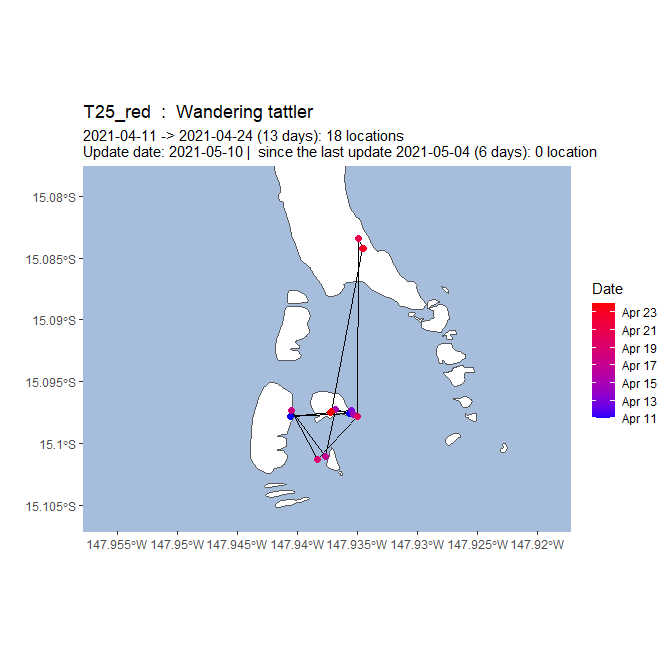 T25_red  :  Wandering tattler
2021-04-11 -> 2021-04-24 (13 days): 18 locations
Update date: 2021-05-10 |  since the last update 2021-05-04 (6 days): 0 location
15.08°S
15.085°S
15.09°S
15.095°S
15.1°S
15.105°S
147.955°W 147.95°W 147.945°W 147.94°W 147.935°W 147.93°W 147.925°W 147.92°W
Date
Apr 23
Apr 21
Apr 19
Apr 17
Apr 15
Apr 13
Apr 11